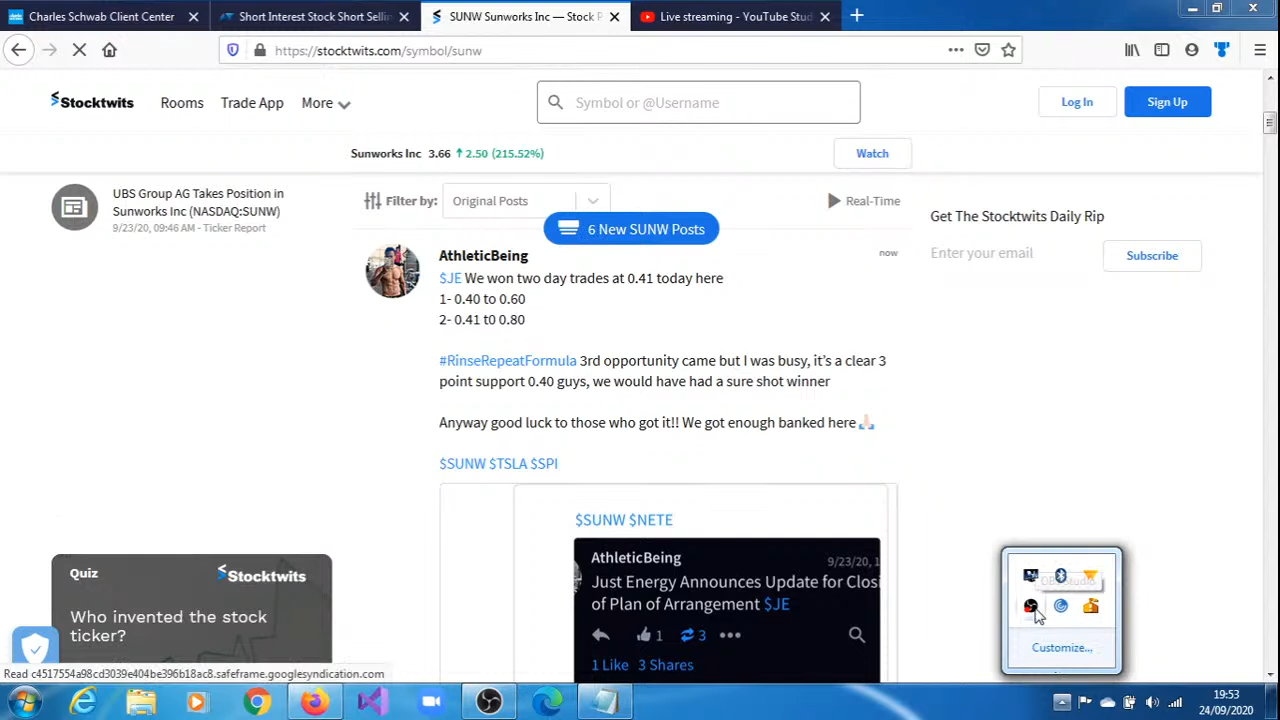 Charles Schwab Client Center
Short Interest Stock Short Sellin
SUNW Sunworks Inc — Stock P
Live streaming - YouTube Stud
https://stocktwits.com/symbol/sunw
Stocktwits
Rooms
Trade App
More
Symbol or @Username
Log In
Sign Up
Sunworks Inc 3.66 ↑ 2.50 (215.52%)
Watch
UBS Group AG Takes Position in
Sunworks Inc (NASDAQ:SUNW)
9/23/20, 09:46 AM - Ticker Report
Filter by:
Original Posts
Real-Time
6 New SUNW Posts
Get The Stocktwits Daily Rip
Enter your email
Subscribe
AthleticBeing
now
$JE We won two day trades at 0.41 today here
1- 0.40 to 0.60
2- 0.41 t0 0.80
#RinseRepeatFormula 3rd opportunity came but I was busy, it's a clear 3
point support 0.40 guys, we would have had a sure shot winner
Anyway good luck to those who got it!! We got enough banked here🙏🏻
$SUNW $TSLA $SPI
$SUNW $NETE
AthleticBeing
9/23/20, 1
Just Energy Announces Update for Closi
of Plan of Arrangement $JE
1
3
1 Like 3 Shares
Quiz
Stocktwits
Who invented the stock
ticker?
OBS Studio
Customize...
Read c4517554a98cd3039e404be396b18ac8.safeframe.googlesyndication.com
19:53
24/09/2020